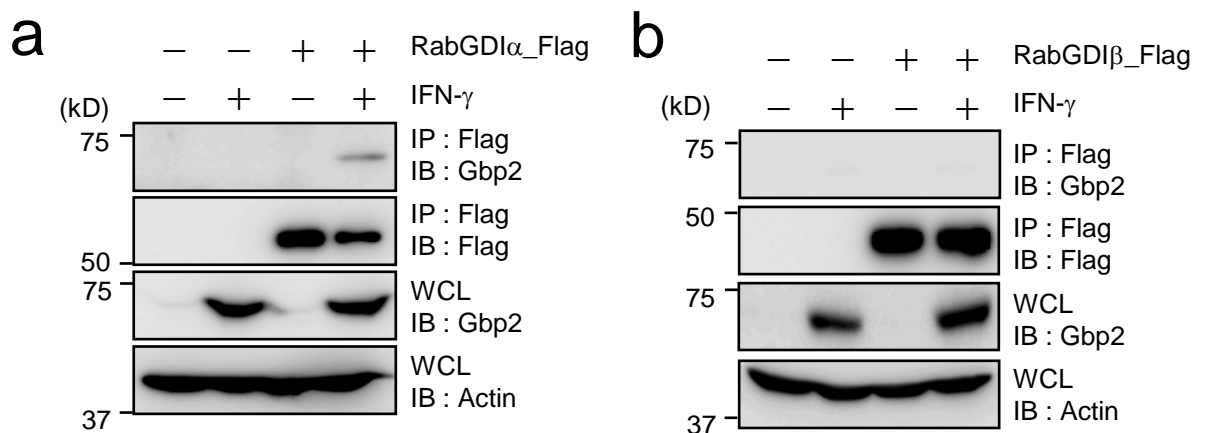 a
− − + + RabGDIα_Flag
− + − + IFN-γ
(kD)
75
IP : Flag
IB : Gbp2
IP : Flag
IB : Flag
50
75
WCL
IB : Gbp2
WCL
IB : Actin
37
b
− − + + RabGDIβ_Flag
− + − + IFN-γ
(kD)
75
IP : Flag
IB : Gbp2
50
IP : Flag
IB : Flag
75
WCL
IB : Gbp2
WCL
IB : Actin
37